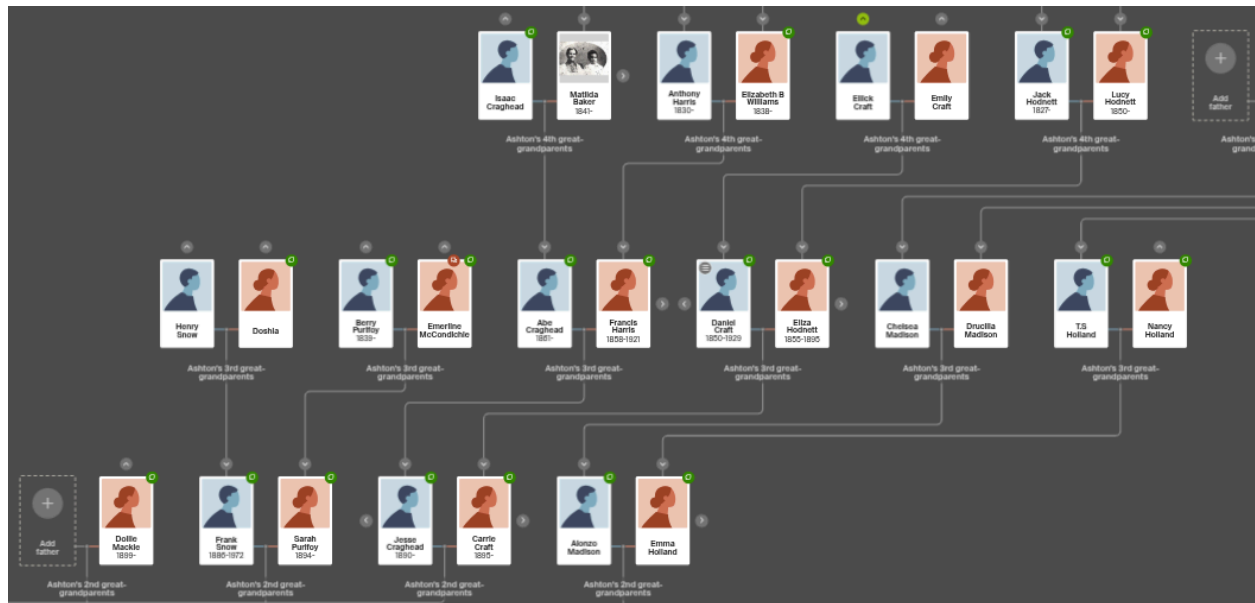 Isaac
Craghead
Matilda
Baker
1841-
Anthony
Harris
1830-
Elizabeth B
Williams
1838-
Ellick
Craft
Emily
Craft
Jack
Hodnett
1827-
Lucy
Hodnett
1850-
Add
father
Ashton's 4th great-
grandparents
Ashton's 4th great-
grandparents
Ashton's 4th great-
grandparents
Ashton's 4th great-
grandparents
Ashton's
grand
Henry
Snow
Doshia
Berry
Purifoy
1839-
Emerline
McCondichie
Abe
Craghead
1861-
Francis
Harris
1858-1921
Daniel
Craft
1850-1929
Eliza
Hodnett
1855-1895
Chelsea
Madison
Drucilla
Madison
T.S
Holland
Nancy
Holland
Ashton's 3rd great-
grandparents
Ashton's 3rd great-
grandparents
Ashton's 3rd great-
grandparents
Ashton's 3rd great-
grandparents
Ashton's 3rd great-
grandparents
Ashton's 3rd great-
grandparents
Add
father
Dollie
Mackie
1899-
Frank
Snow
1886-1972
Sarah
Purifoy
1894-
Jesse
Craghead
1890-
Carrie
Craft
1895-
Alonzo
Madison
Emma
Holland
Ashton's 2nd great-
grandparents
Ashton's 2nd great-
grandparents
Ashton's 2nd great-
grandparents
Ashton's 2nd great-
grandparents